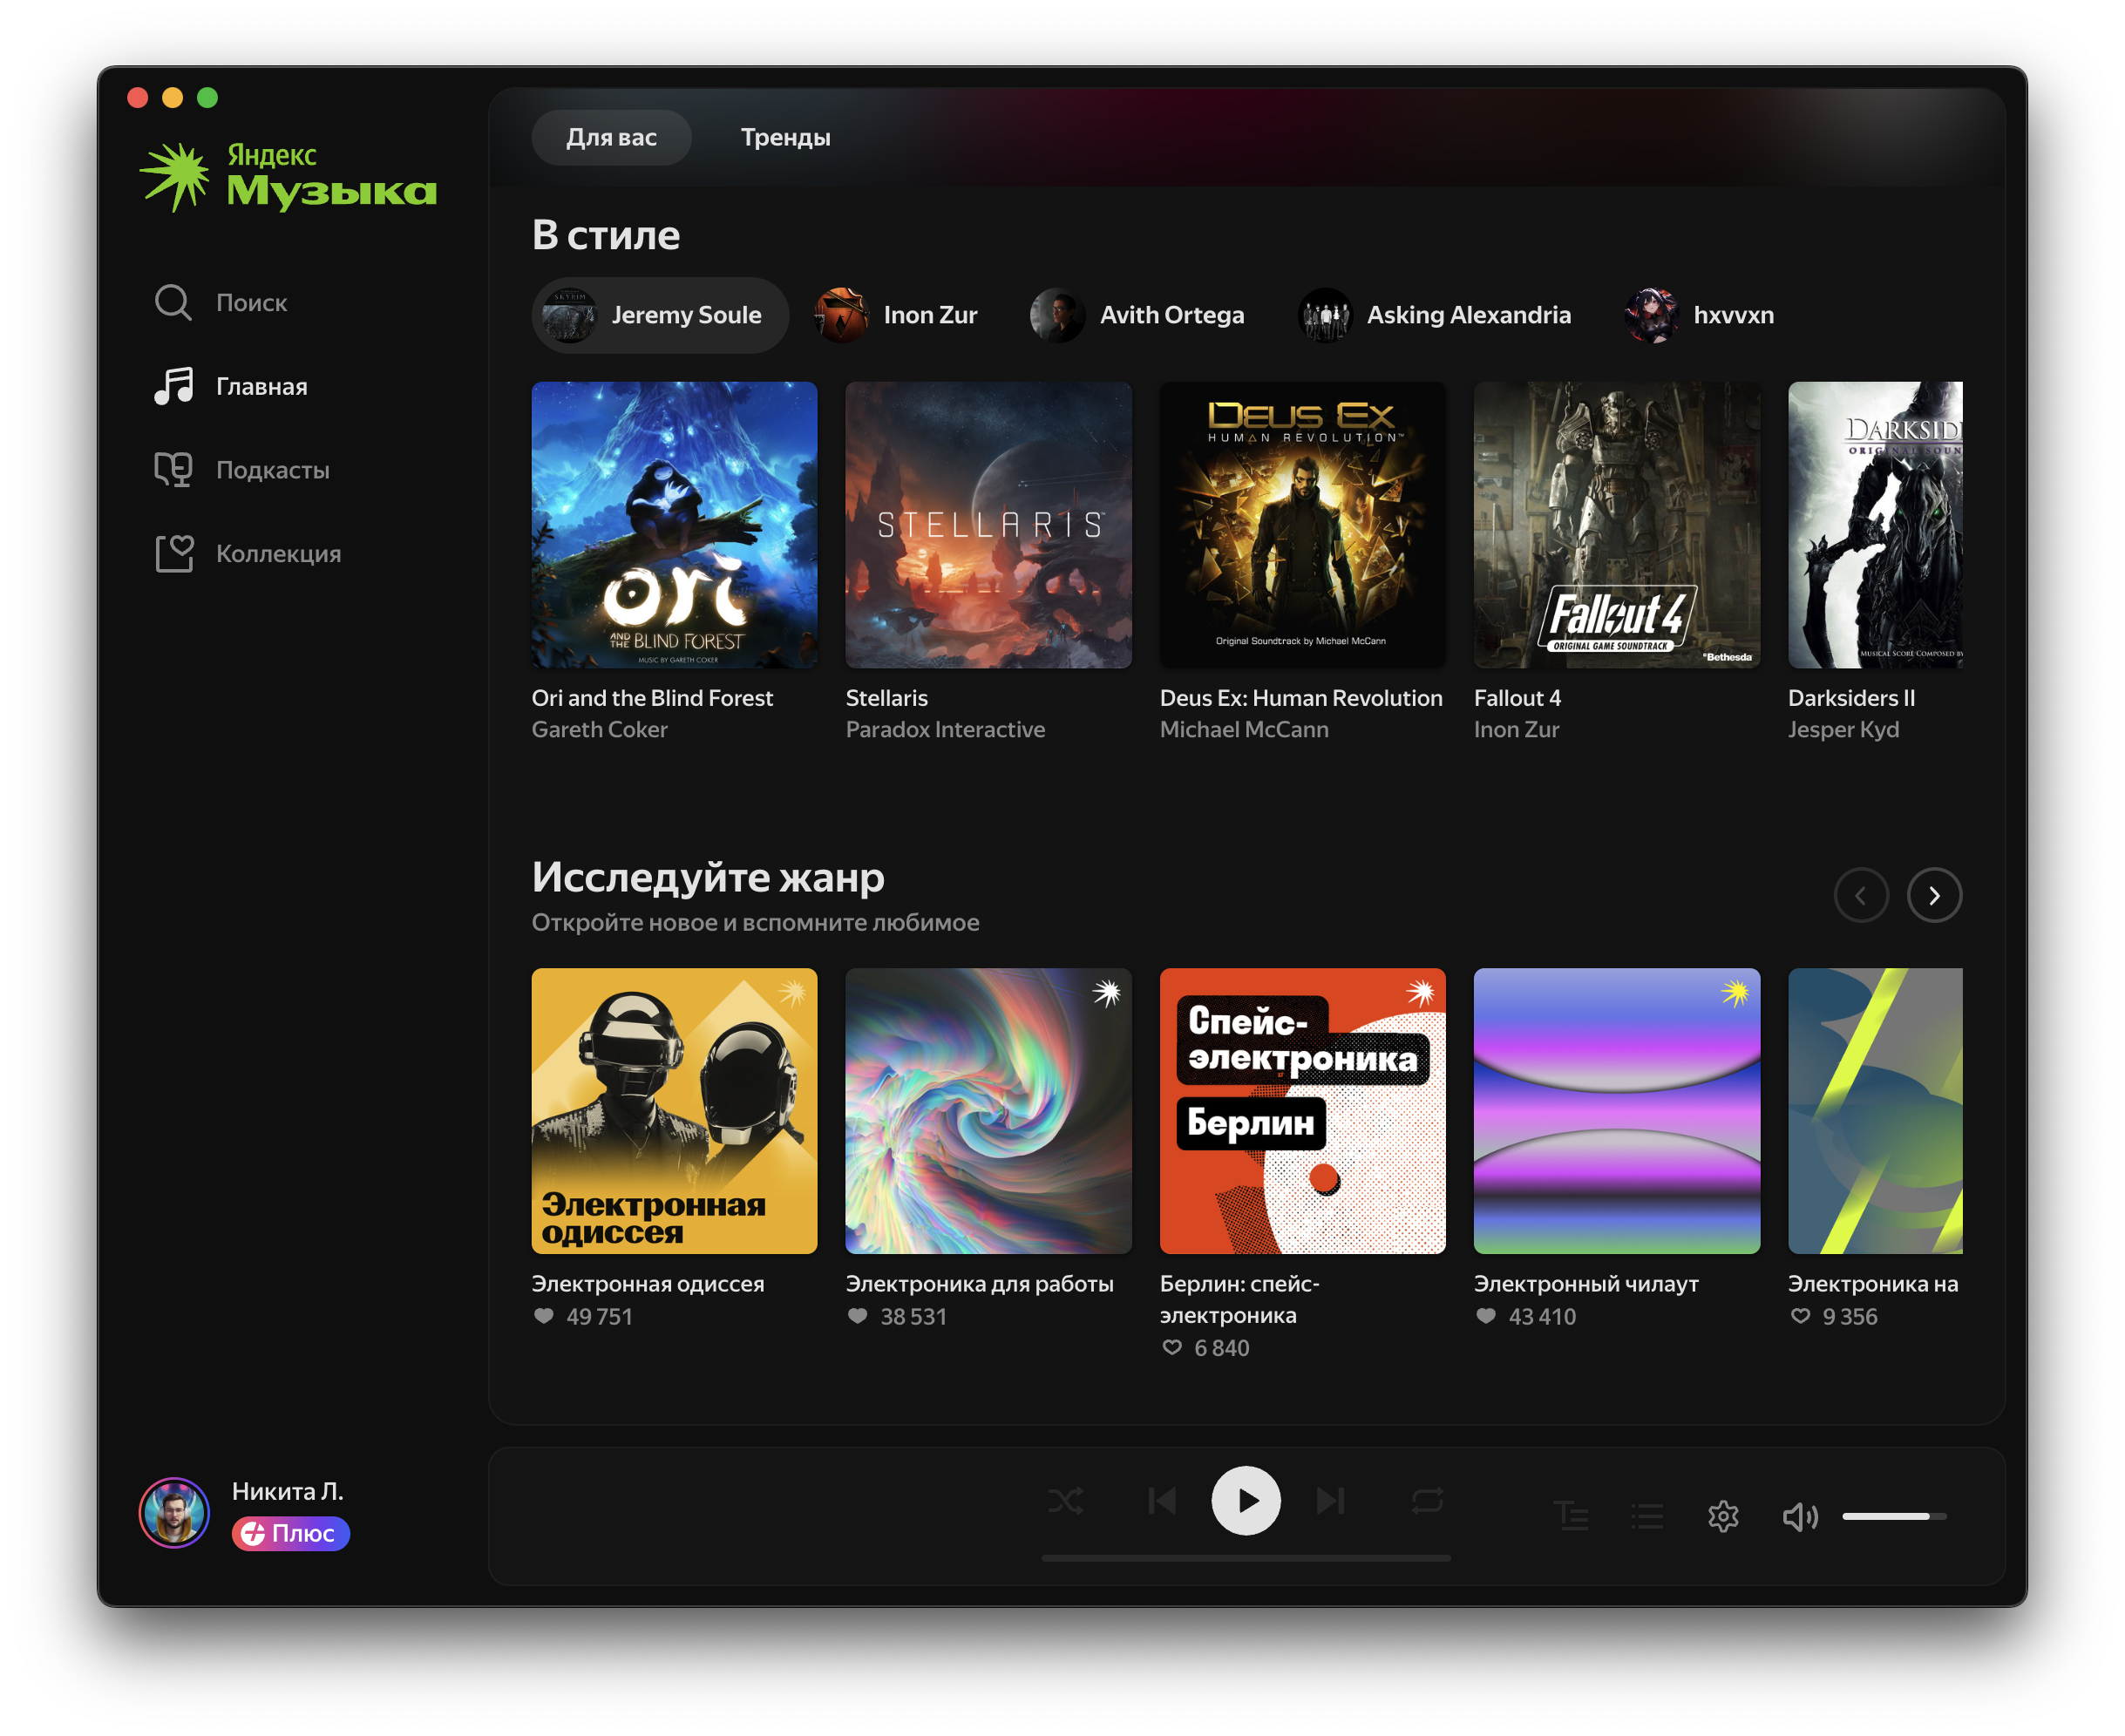 Яндекс
Музыка
Поиск
Главная
Подкасты
Коллекция
Никита Л.
Плюс
Для вас
Тренды
В стиле
Jeremy Soule
Inon Zur
Avith Ortega
Asking Alexandria
hxvvxn
SKYRIM
ori
AND THE BLIND FOREST
MUSIC BY GARETH COKER
STELLARIS
DEUS EX
HUMAN REVOLUTION™
Original Soundtrack by Michael McCann
Fallout 4
ORIGINAL GAME SOUNDTRACK
Bethesda
DARKSID
ORIGINAL SOUN
MUSICAL SCORE COMPOSED BY
Ori and the Blind Forest
Gareth Coker
Stellaris
Paradox Interactive
Deus Ex: Human Revolution
Michael McCann
Fallout 4
Inon Zur
Darksiders II
Jesper Kyd
Исследуйте жанр
Откройте новое и вспомните любимое
Электронная
одиссея
Спейс-
электроника
Берлин
Электронная одиссея
49 751
Электроника для работы
38 531
Берлин: спейс-
электроника
6 840
Электронный чилаут
43 410
Электроника на
9 356